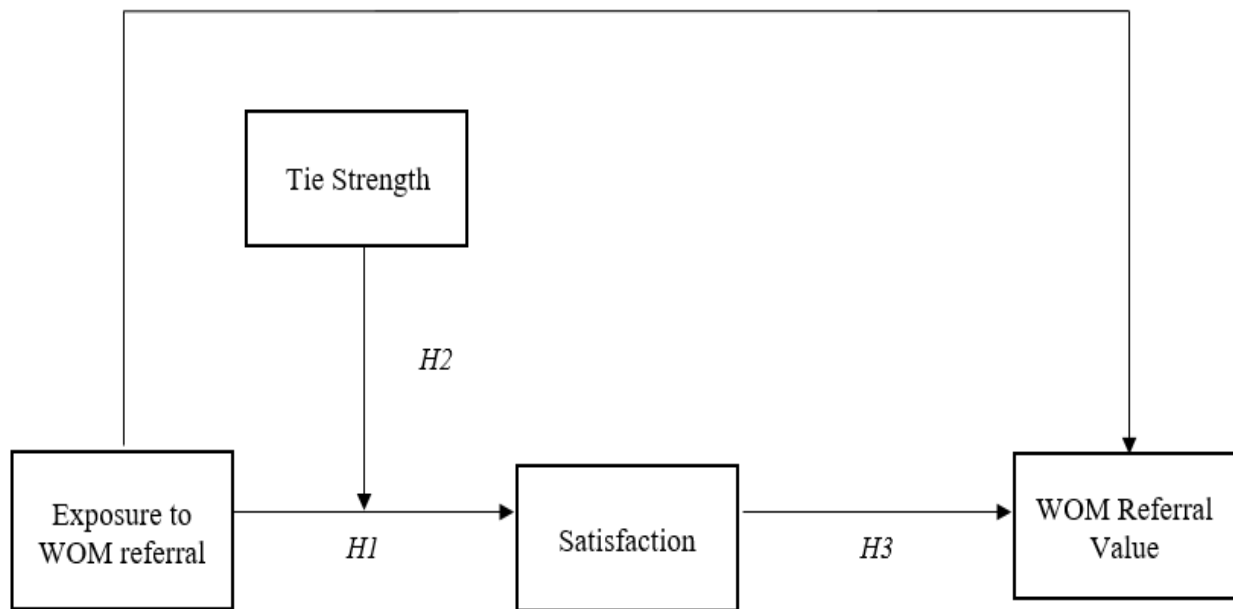 Tie Strength
H2
Exposure to
WOM referral
H1
Satisfaction
H3
WOM Referral
Value